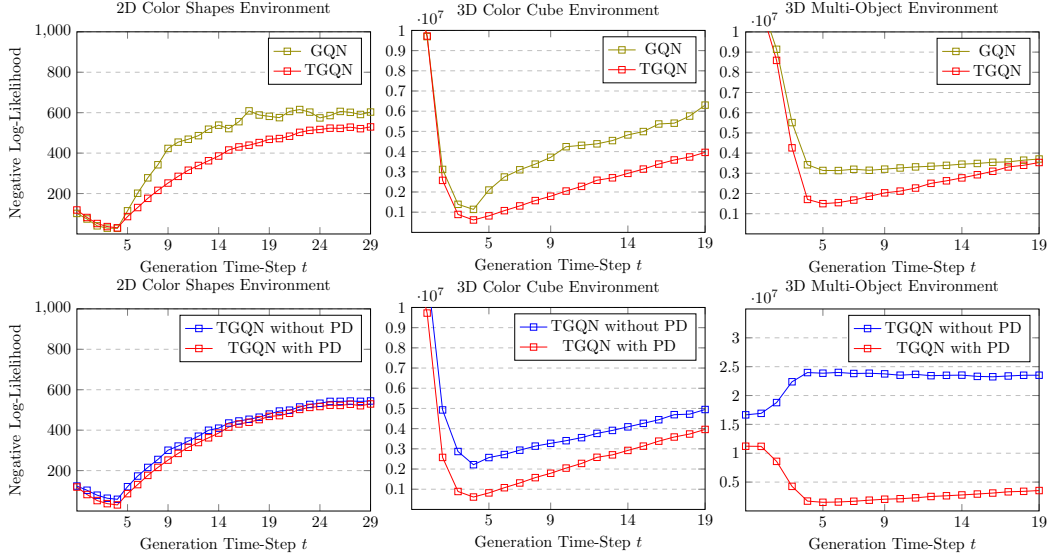 2D Color Shapes Environment
Negative Log-Likelihood
1,000
800
600
400
200
5 9 14 19 24 29
GQN
TGQN
Generation Time-Step t
3D Color Cube Environment
·10⁷
1
0.9
0.8
0.7
0.6
0.5
0.4
0.3
0.2
0.1
5 9 14 19
GQN
TGQN
Generation Time-Step t
3D Multi-Object Environment
·10⁷
1
0.9
0.8
0.7
0.6
0.5
0.4
0.3
0.2
0.1
5 9 14 19
GQN
TGQN
Generation Time-Step t
2D Color Shapes Environment
Negative Log-Likelihood
1,000
800
600
400
200
5 9 14 19 24 29
TGQN without PD
TGQN with PD
Generation Time-Step t
3D Color Cube Environment
·10⁷
1
0.9
0.8
0.7
0.6
0.5
0.4
0.3
0.2
0.1
5 9 14 19
TGQN without PD
TGQN with PD
Generation Time-Step t
3D Multi-Object Environment
·10⁷
3
2.5
2
1.5
1
0.5
5 9 14 19
TGQN without PD
TGQN with PD
Generation Time-Step t